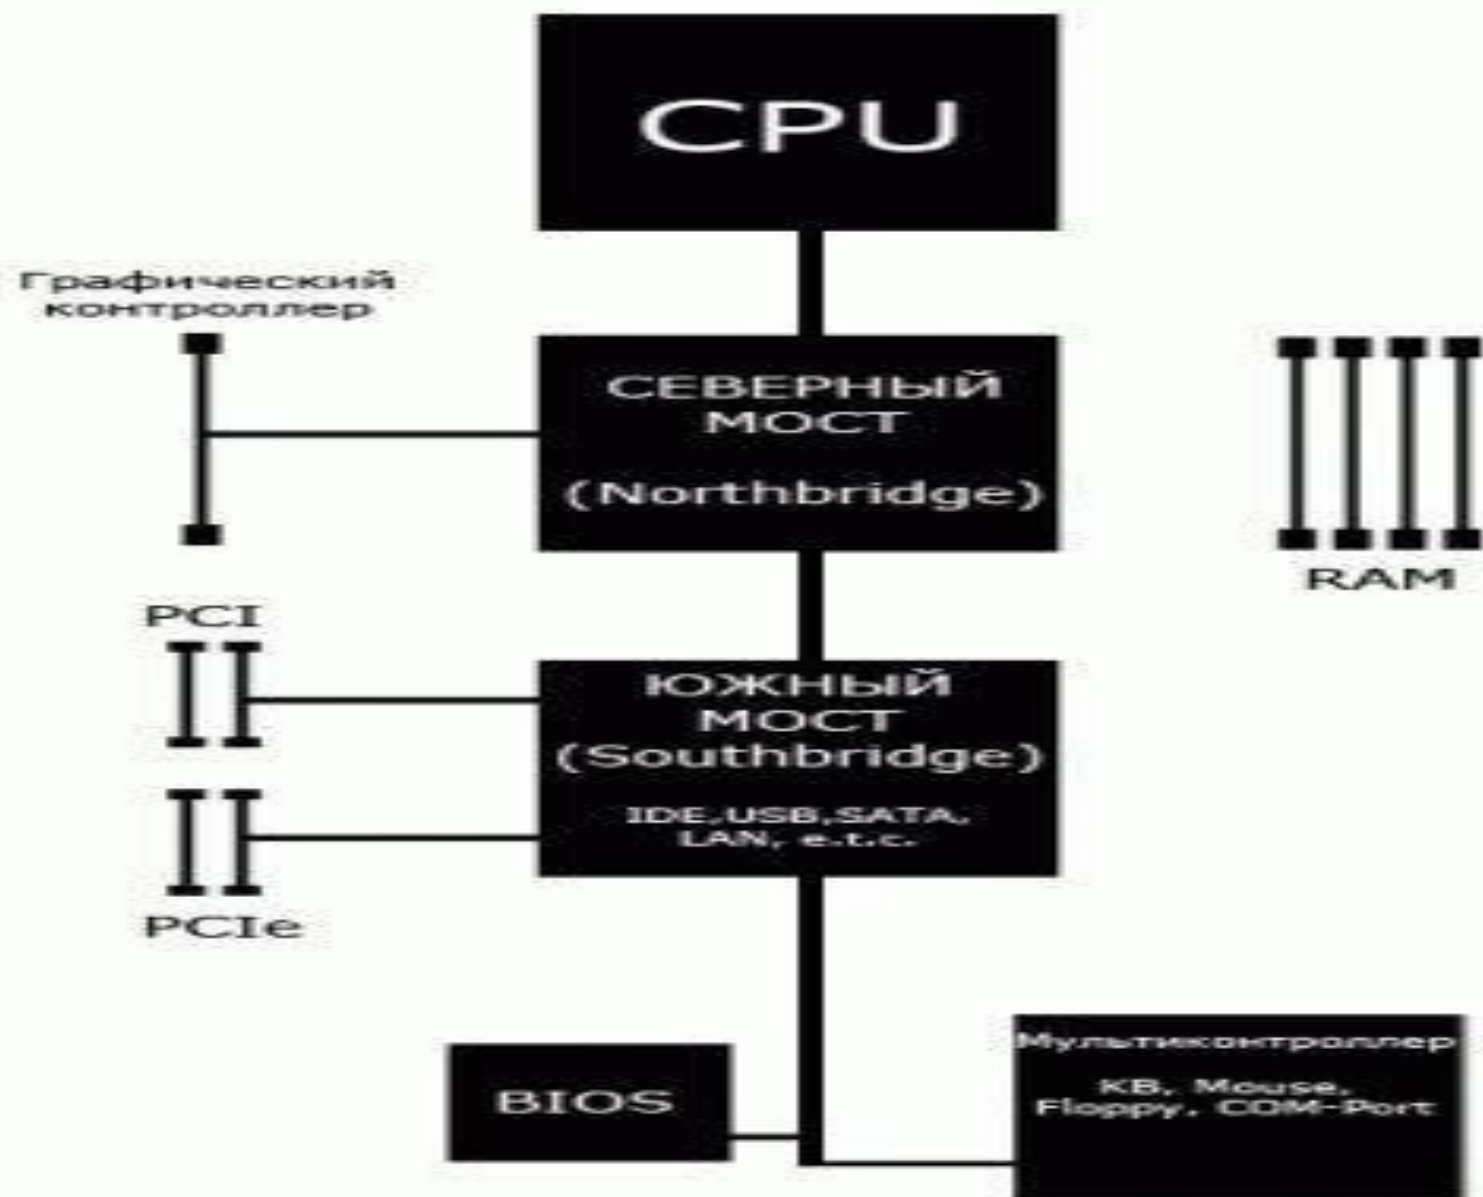 CPU
Графический
контроллер
СЕВЕРНЫЙ
МОСТ
(Northbridge)
RAM
PCI
ЮЖНЫЙ
МОСТ
(Southbridge)
IDE,USB,SATA,
LAN, e.t.c.
PCIe
BIOS
Мультиконтроллер
KB, Mouse,
Floppy, COM-Port